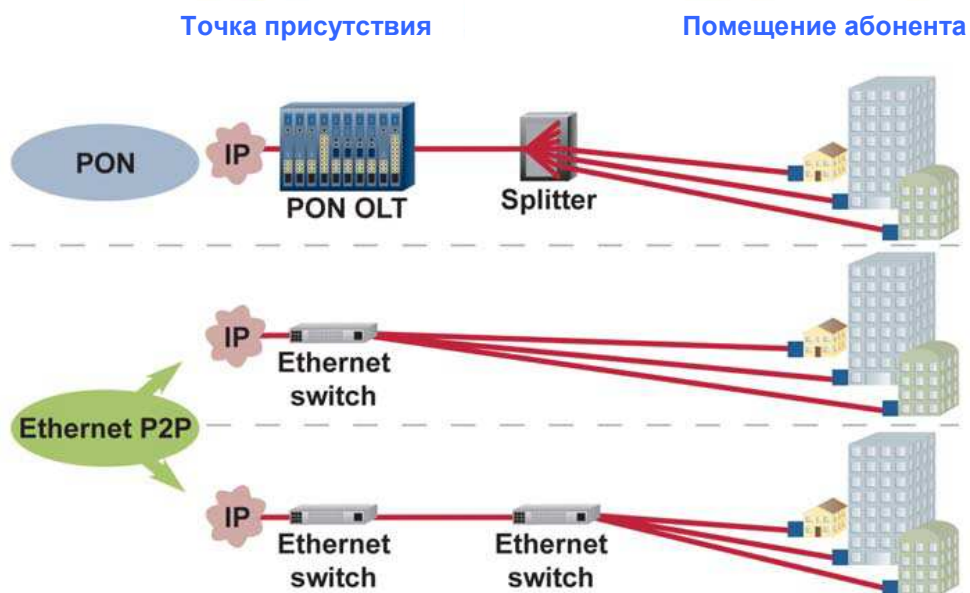 Точка присутствия
Помещение абонента
PON
IP
PON OLT
Splitter
IP
Ethernet
switch
Ethernet P2P
IP
Ethernet
switch
Ethernet
switch